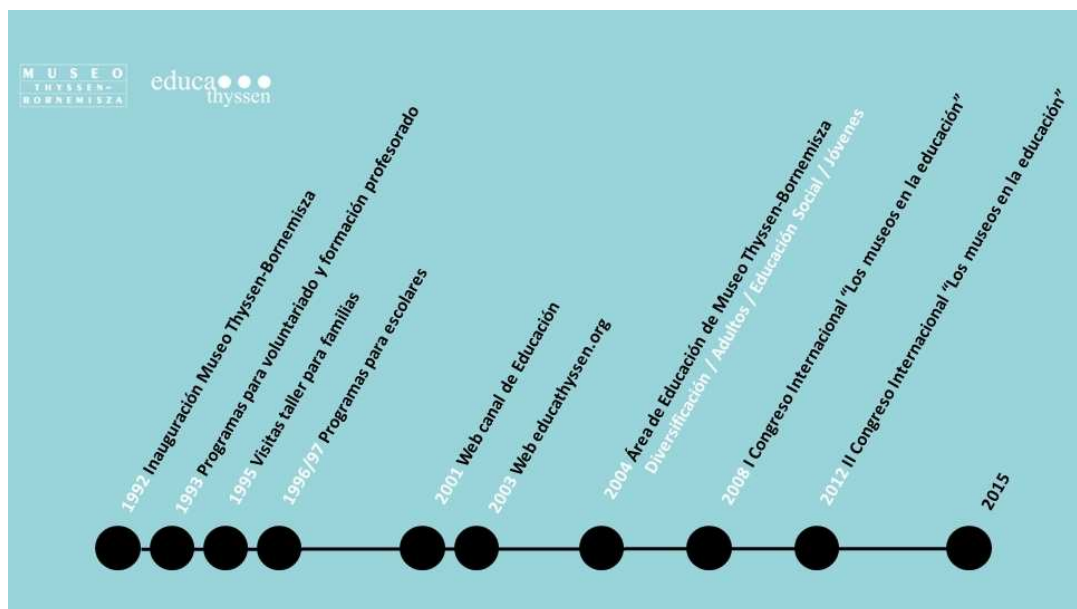 MUSEO
THYSSEN-
BORNEMISZA
educa
thyssen
1992 Inauguración Museo Thyssen-Bornemisza
1993 Programas para voluntariado y formación profesorado
1995 Visitas taller para familias
1996/97 Programas para escolares
2001 Web canal de Educación
2003 Web educathyssen.org
2004 Área de Educación de Museo Thyssen-Bornemisza
Diversificación / Adultos / Educación Social / Jóvenes
2008 I Congreso Internacional “Los museos en la educación”
2012 II Congreso Internacional “Los museos en la educación”
2015